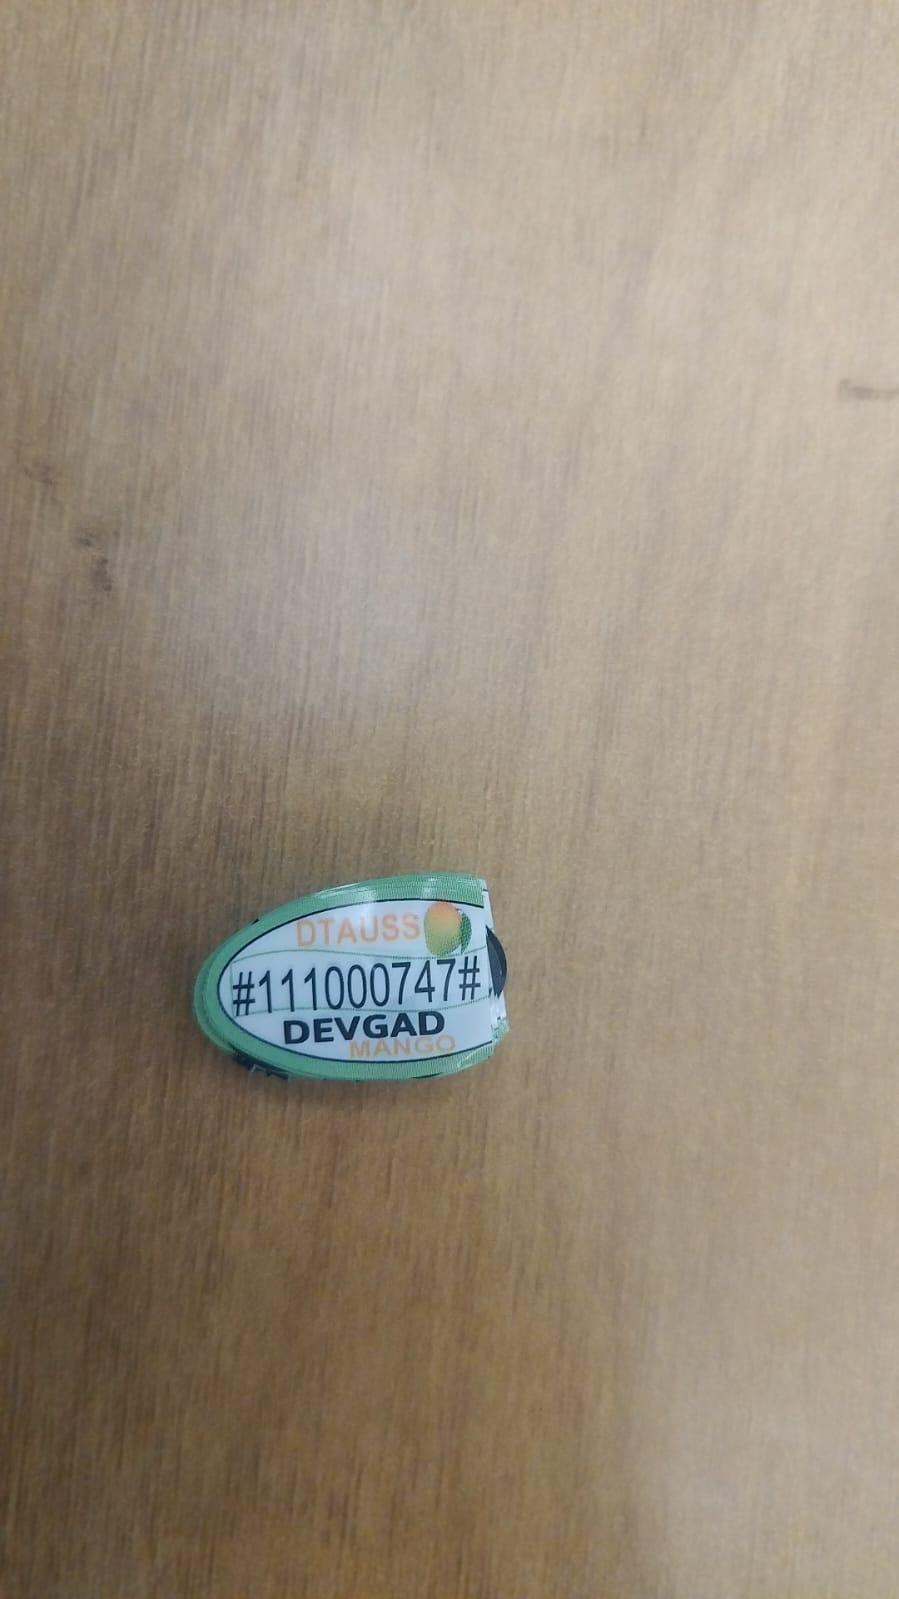 DTAUSS
#111000747#
DEVGAD
MANGO